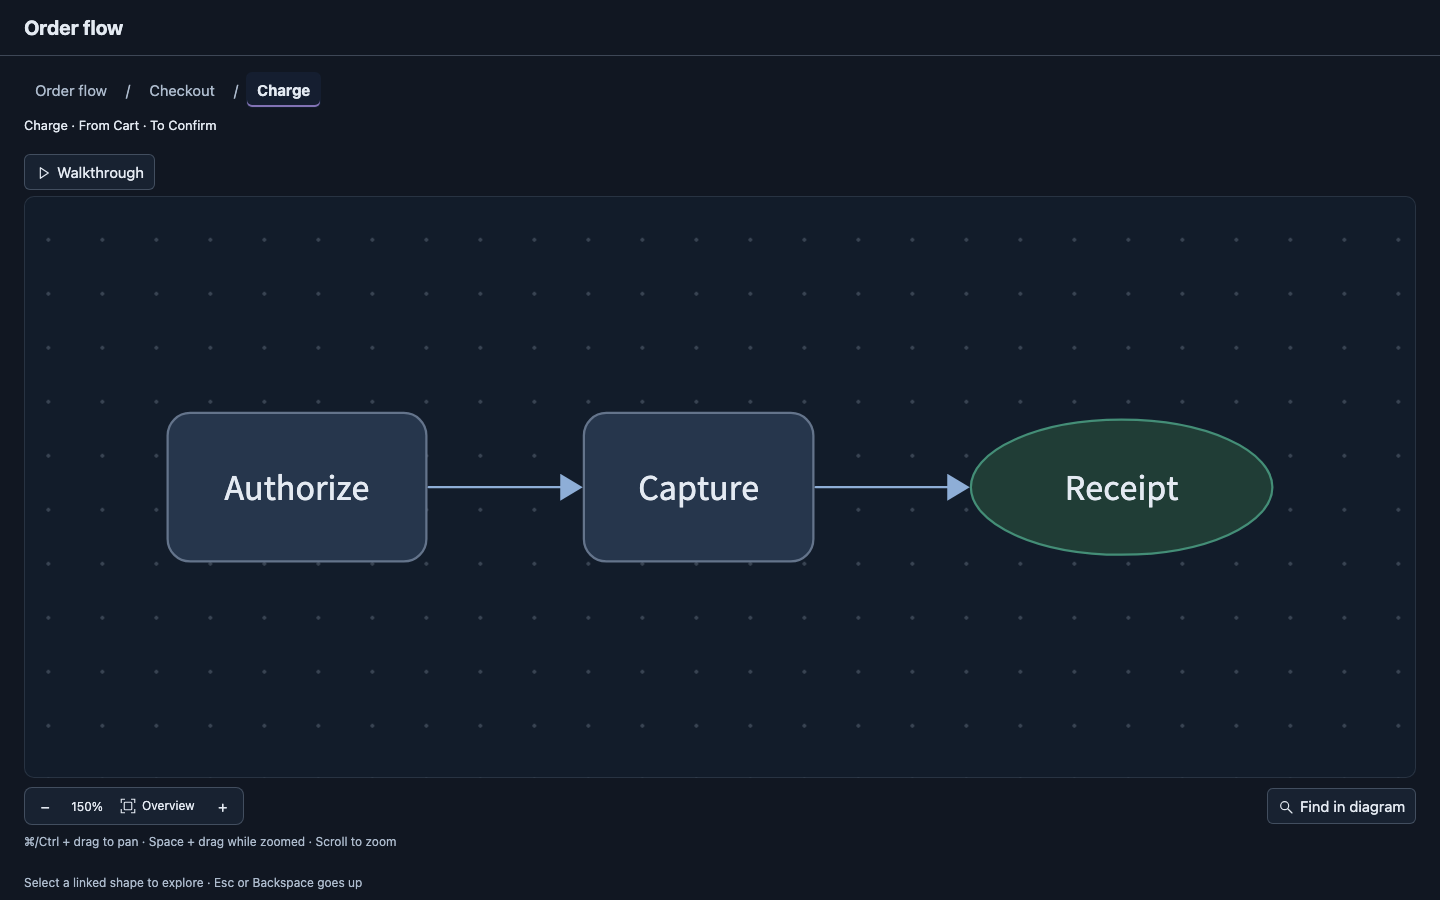 Order flow
Order flow / Checkout / Charge
Charge · From Cart · To Confirm
Walkthrough
Authorize
Capture
Receipt
− 150% Overview +
Find in diagram
⌘/Ctrl + drag to pan · Space + drag while zoomed · Scroll to zoom
Select a linked shape to explore · Esc or Backspace goes up